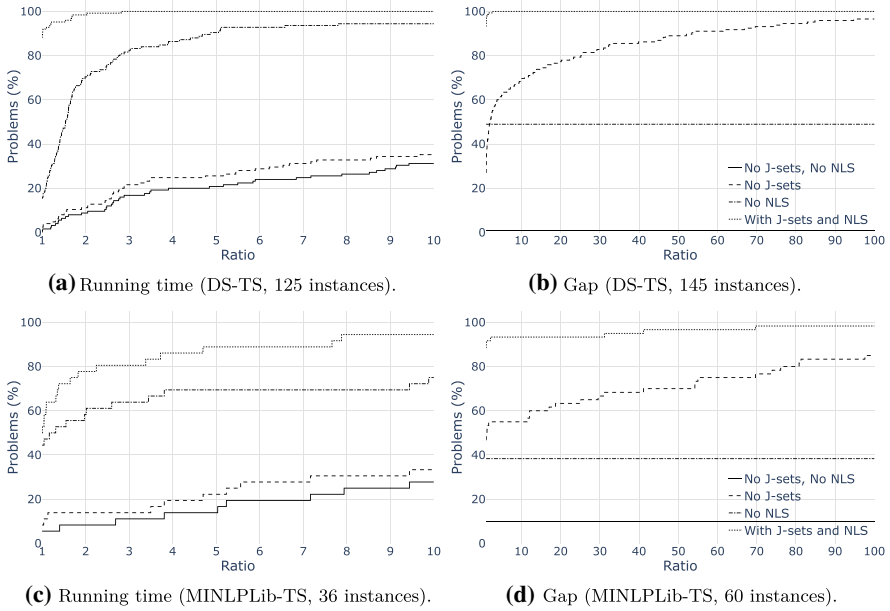 100
80
60
40
20
0
Problems (%)
1 2 3 4 5 6 7 8 9 10
Ratio
(a) Running time (DS-TS, 125 instances).
100
80
60
40
20
0
Problems (%)
10 20 30 40 50 60 70 80 90 100
Ratio
No J-sets, No NLS
No J-sets
No NLS
With J-sets and NLS
(b) Gap (DS-TS, 145 instances).
100
80
60
40
20
0
Problems (%)
1 2 3 4 5 6 7 8 9 10
Ratio
(c) Running time (MINLPLib-TS, 36 instances).
100
80
60
40
20
0
Problems (%)
10 20 30 40 50 60 70 80 90 100
Ratio
No J-sets, No NLS
No J-sets
No NLS
With J-sets and NLS
(d) Gap (MINLPLib-TS, 60 instances).